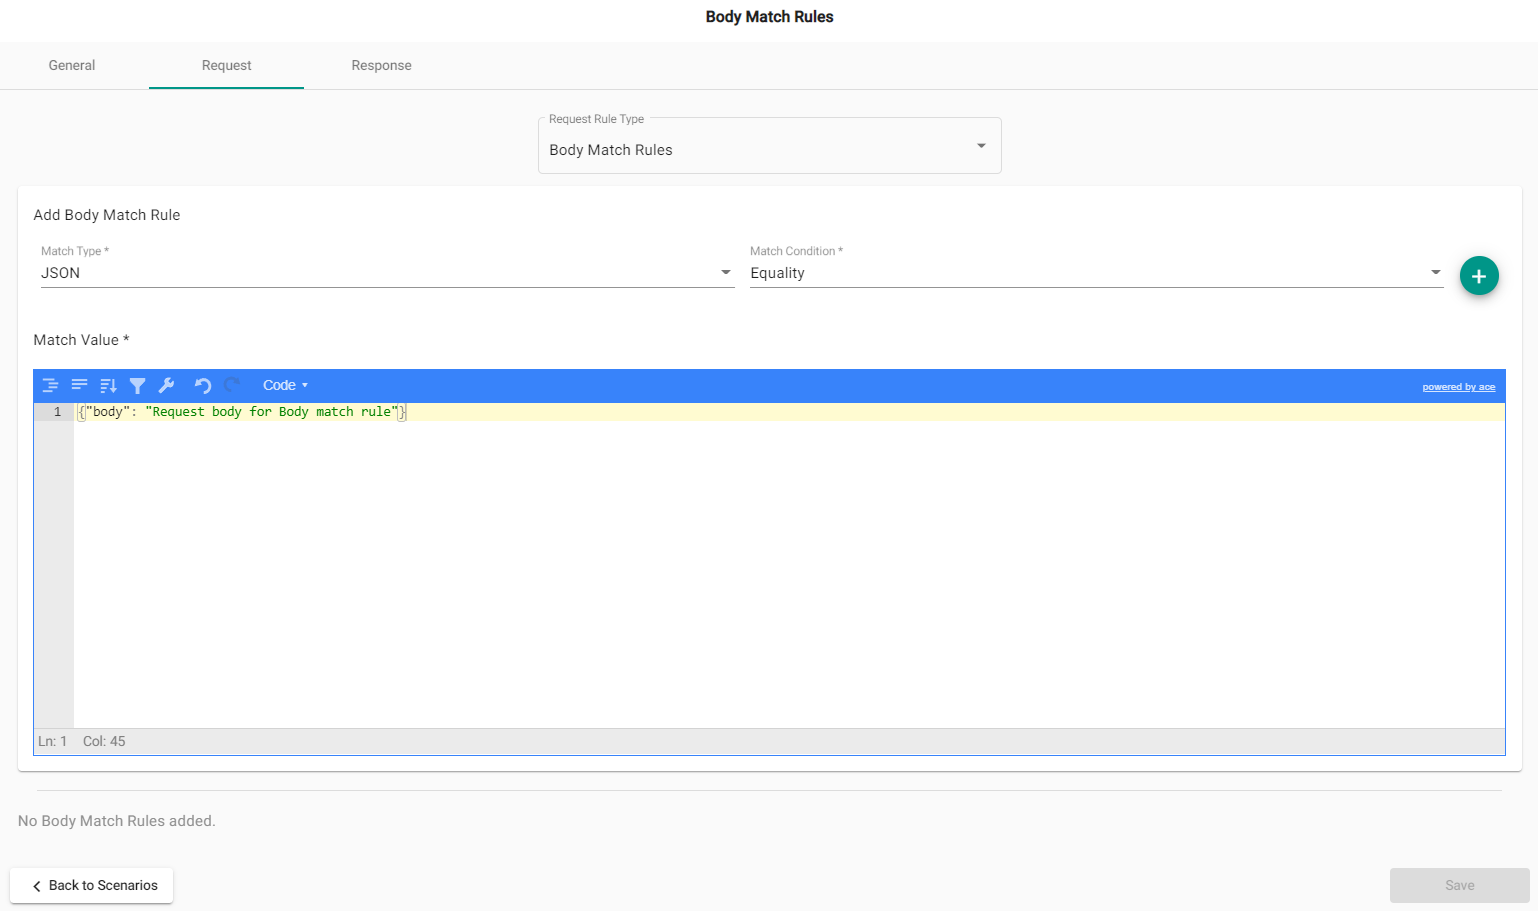 Body Match Rules
General Request Response
Request Rule Type
Body Match Rules
Add Body Match Rule
Match Type * Match Condition *
JSON Equality
Match Value *
Code powered by ace
1 {"body": "Request body for Body match rule"}
Ln: 1 Col: 45
No Body Match Rules added.
Back to Scenarios Save